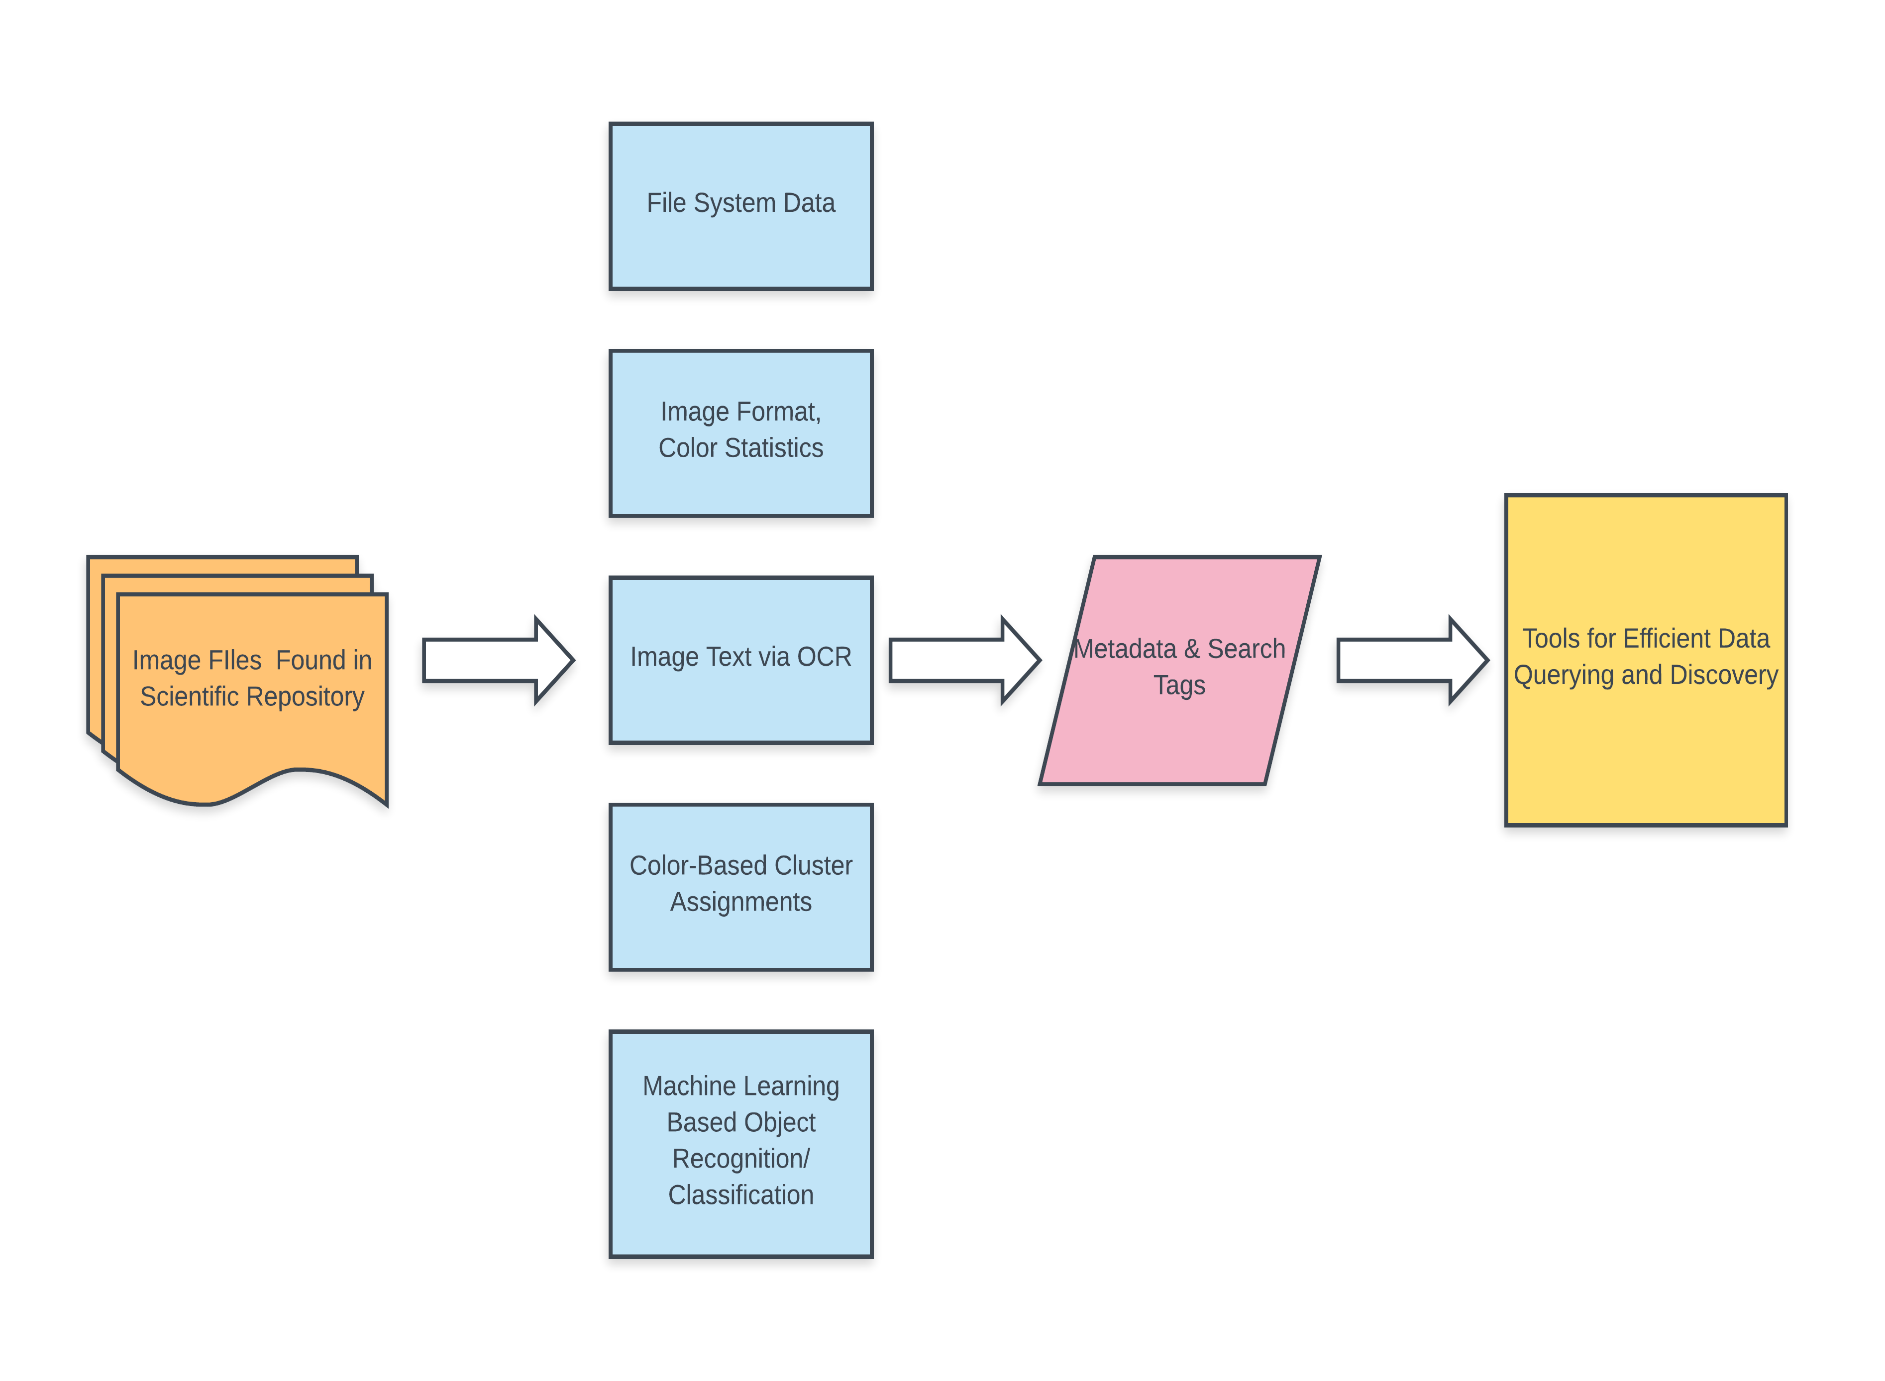 File System Data
Image Format,
Color Statistics
Image FIles  Found in
Scientific Repository
Image Text via OCR
Metadata & Search
Tags
Tools for Efficient Data
Querying and Discovery
Color-Based Cluster
Assignments
Machine Learning
Based Object
Recognition/
Classification